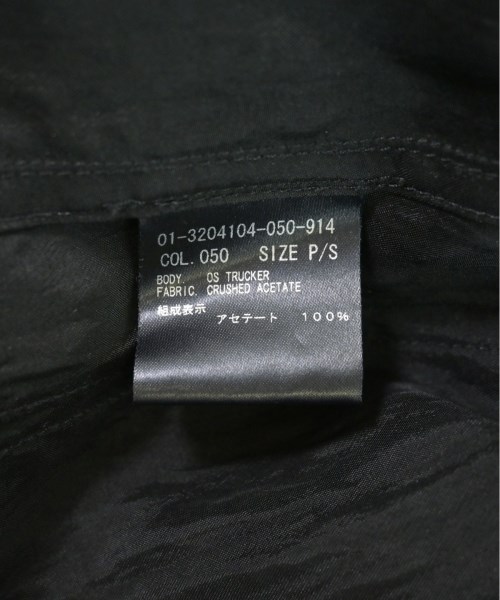 01-3204104-050-914
COL.050 SIZE P/S
BODY. OS TRUCKER
FABRIC. CRUSHED ACETATE
組成表示
アセテート 100%